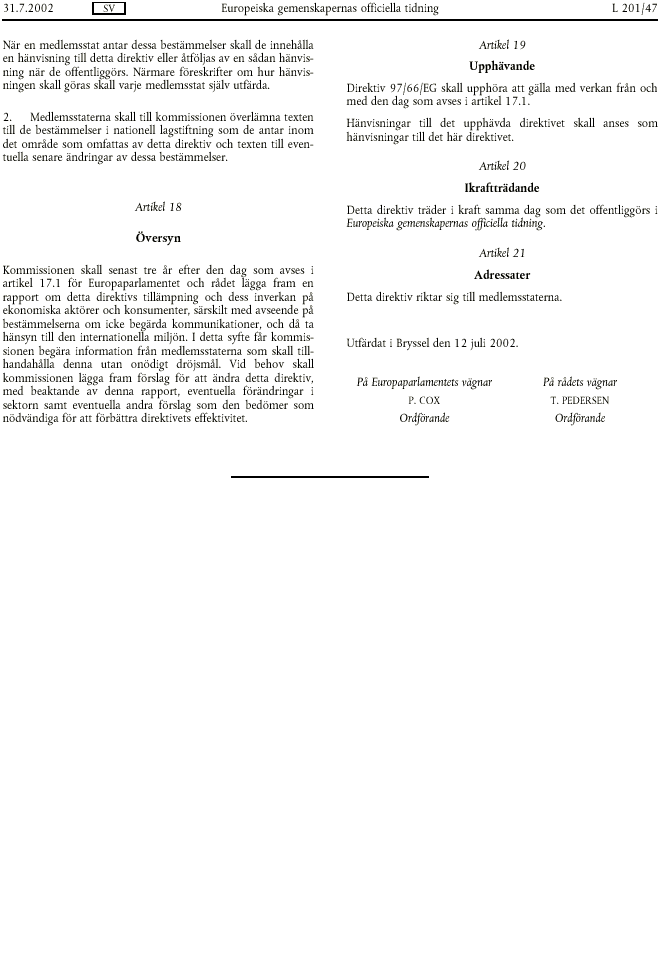 31.7.2002 SV Europeiska gemenskapernas officiella tidning L 201/47
När en medlemsstat antar dessa bestämmelser skall de innehålla
en hänvisning till detta direktiv eller åtföljas av en sådan hänvis-
ning när de offentliggörs. Närmare föreskrifter om hur hänvis-
ningen skall göras skall varje medlemsstat själv utfärda.
2. Medlemsstaterna skall till kommissionen överlämna texten
till de bestämmelser i nationell lagstiftning som de antar inom
det område som omfattas av detta direktiv och texten till even-
tuella senare ändringar av dessa bestämmelser.
Artikel 18
Översyn
Kommissionen skall senast tre år efter den dag som avses i
artikel 17.1 för Europaparlamentet och rådet lägga fram en
rapport om detta direktivs tillämpning och dess inverkan på
ekonomiska aktörer och konsumenter, särskilt med avseende på
bestämmelserna om icke begärda kommunikationer, och då ta
hänsyn till den internationella miljön. I detta syfte får kommis-
sionen begära information från medlemsstaterna som skall till-
handahålla denna utan onödigt dröjsmål. Vid behov skall
kommissionen lägga fram förslag för att ändra detta direktiv,
med beaktande av denna rapport, eventuella förändringar i
sektorn samt eventuella andra förslag som den bedömer som
nödvändiga för att förbättra direktivets effektivitet.
Artikel 19
Upphävande
Direktiv 97/66/EG skall upphöra att gälla med verkan från och
med den dag som avses i artikel 17.1.
Hänvisningar till det upphävda direktivet skall anses som
hänvisningar till det här direktivet.
Artikel 20
Ikraftträdande
Detta direktiv träder i kraft samma dag som det offentliggörs i
Europeiska gemenskapernas officiella tidning.
Artikel 21
Adressater
Detta direktiv riktar sig till medlemsstaterna.
Utfärdat i Bryssel den 12 juli 2002.
På Europaparlamentets vägnar
P. COX
Ordförande
På rådets vägnar
T. PEDERSEN
Ordförande